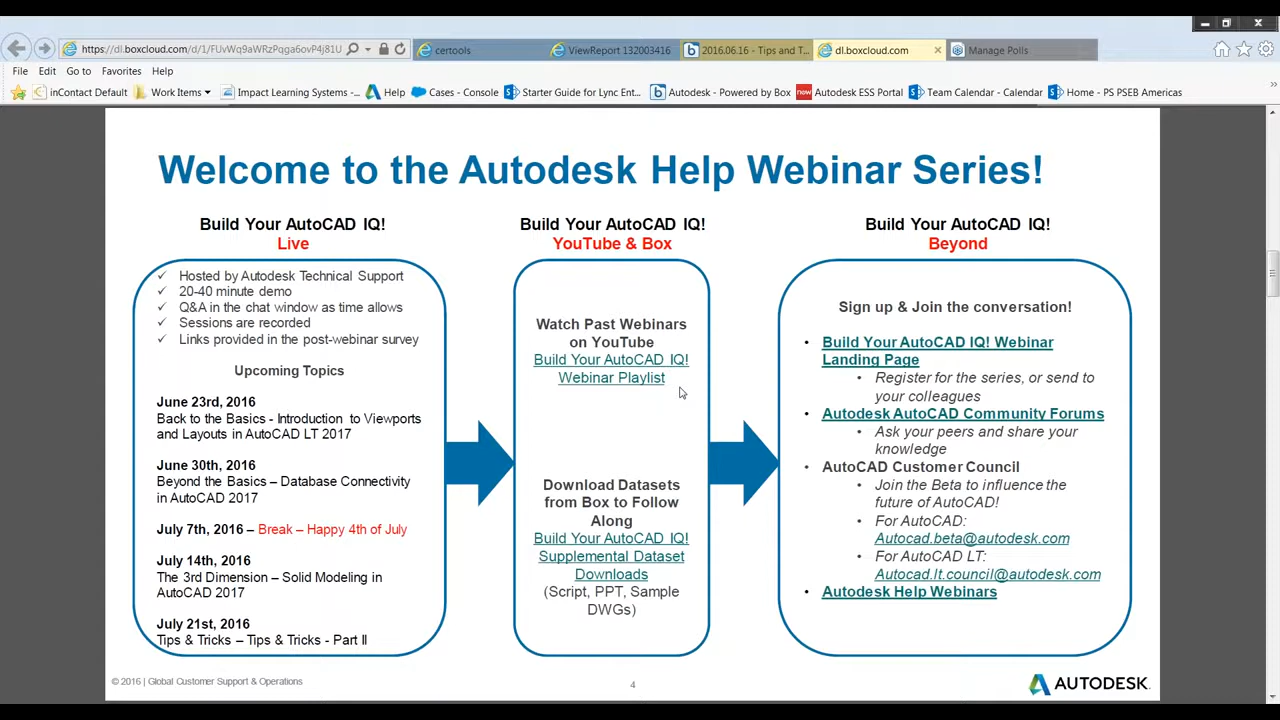 https://dl.boxcloud.com/d/1/FUvWq9aWRzPqga6ovP4j81U
certools
ViewReport 132003416
2016.06.16 - Tips and T...
dl.boxcloud.com
Manage Polls
File Edit Go to Favorites Help
inContact Default
Work Items
Impact Learning Systems -...
Help
Cases - Console
Starter Guide for Lync Ent...
Autodesk - Powered by Box
now
Autodesk ESS Portal
Team Calendar - Calendar
Home - PS PSEB Americas
Welcome to the Autodesk Help Webinar Series!
Build Your AutoCAD IQ!
Live
✓ Hosted by Autodesk Technical Support
✓ 20-40 minute demo
✓ Q&A in the chat window as time allows
✓ Sessions are recorded
✓ Links provided in the post-webinar survey
Upcoming Topics
June 23rd, 2016
Back to the Basics - Introduction to Viewports
and Layouts in AutoCAD LT 2017
June 30th, 2016
Beyond the Basics – Database Connectivity
in AutoCAD 2017
July 7th, 2016 – Break – Happy 4th of July
July 14th, 2016
The 3rd Dimension – Solid Modeling in
AutoCAD 2017
July 21st, 2016
Tips & Tricks – Tips & Tricks - Part II
Build Your AutoCAD IQ!
YouTube & Box
Watch Past Webinars
on YouTube
Build Your AutoCAD IQ!
Webinar Playlist
Download Datasets
from Box to Follow
Along
Build Your AutoCAD IQ!
Supplemental Dataset
Downloads
(Script, PPT, Sample
DWGs)
Build Your AutoCAD IQ!
Beyond
Sign up & Join the conversation!
• Build Your AutoCAD IQ! Webinar
Landing Page
• Register for the series, or send to
your colleagues
• Autodesk AutoCAD Community Forums
• Ask your peers and share your
knowledge
• AutoCAD Customer Council
• Join the Beta to influence the
future of AutoCAD!
• For AutoCAD:
Autocad.beta@autodesk.com
• For AutoCAD LT:
Autocad.lt.council@autodesk.com
• Autodesk Help Webinars
© 2016 | Global Customer Support & Operations
4
AUTODESK.